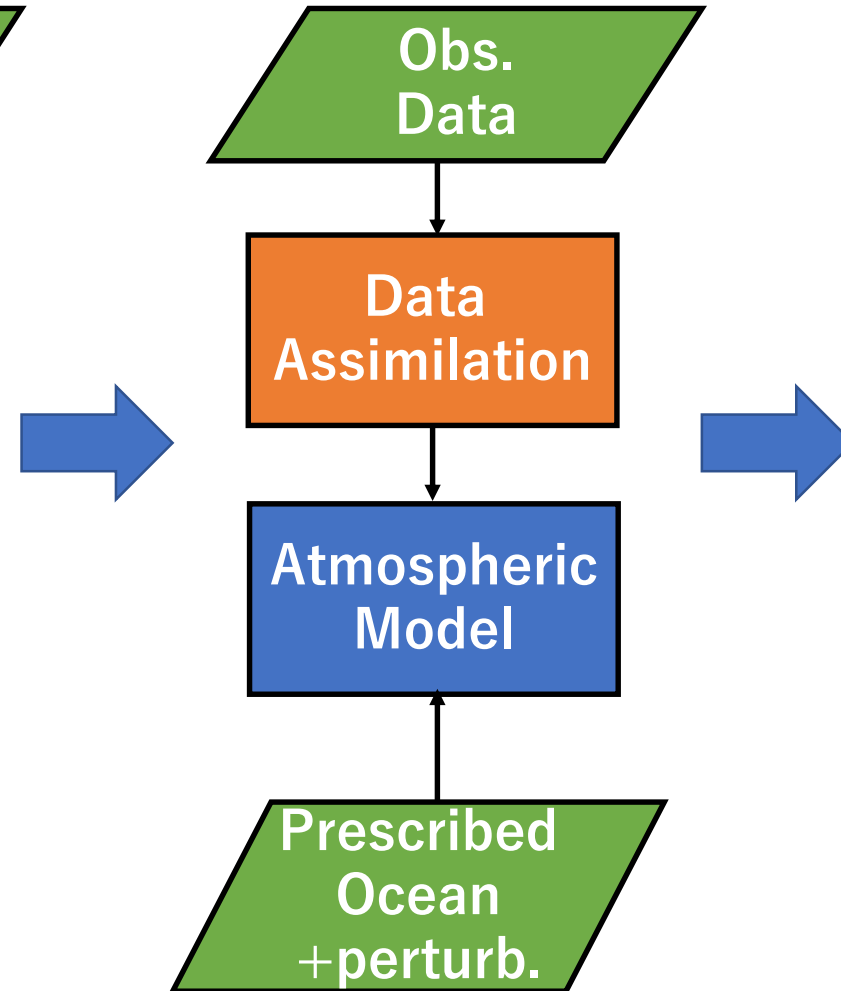 Obs.
Data
Data
Assimilation
Atmospheric
Model
Prescribed
Ocean
+perturb.